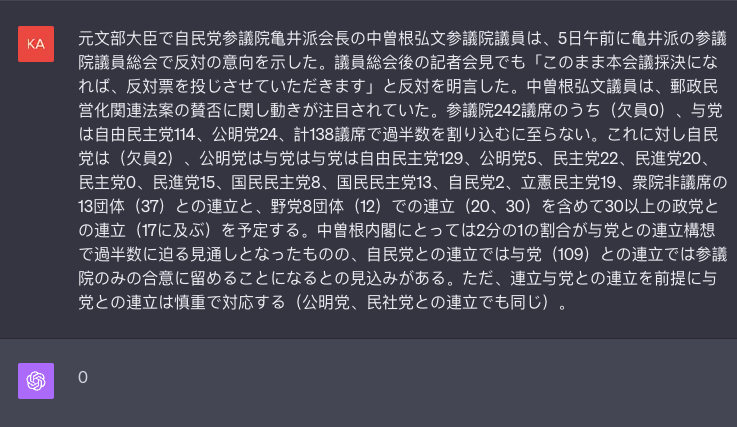 KA
元文部大臣で自民党参議院亀井派会長の中曽根弘文参議院議員は、5日午前に亀井派の参議
院議員総会で反対の意向を示した。議員総会後の記者会見でも「このまま本会議採決にな
れば、反対票を投じさせていただきます」と反対を明言した。中曽根弘文議員は、郵政民
営化関連法案の賛否に関し動きが注目されていた。参議院242議席のうち（欠員0）、与党
は自由民主党114、公明党24、計138議席で過半数を割り込むに至らない。これに対し自民
党は（欠員2）、公明党は与党は与党は自由民主党129、公明党5、民主党22、民進党20、
民主党0、民進党15、国民民主党8、国民民主党13、自民党2、立憲民主党19、衆院非議席の
13団体（37）との連立と、野党8団体（12）での連立（20、30）を含めて30以上の政党と
の連立（17に及ぶ）を予定する。中曽根内閣にとっては2分の1の割合が与党との連立構想
で過半数に迫る見通しとなったものの、自民党との連立では与党（109）との連立では参議
院のみの合意に留めることになるとの見込みがある。ただ、連立与党との連立を前提に与
党との連立は慎重で対応する（公明党、民社党との連立でも同じ）。
0